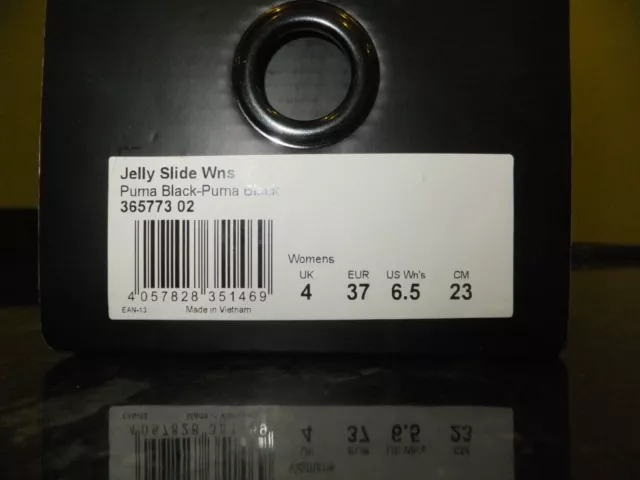 Jelly Slide Wns
Puma Black-Puma Black
365773 02
4 057828 351469
EAN-13 Made in Vietnam
Womens
UK EUR US Wn's CM
4 37 6.5 23